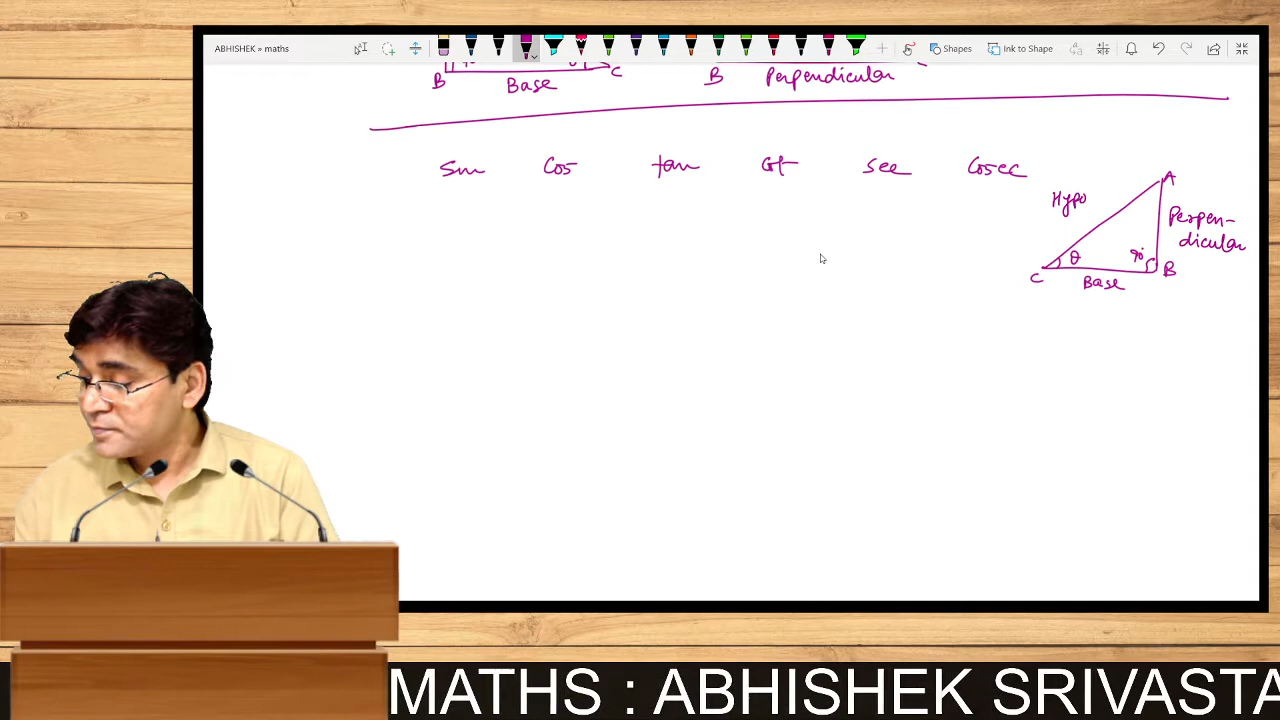 ABHISHEK » maths
Shapes
Ink to Shape
B
Base
C
B
Perpendicular
Sin Cos tan Cot Sec Cosec
A
Hypo
Perpen-
dicular
θ
90°
C
Base
B
MATHS : ABHISHEK SRIVASTA